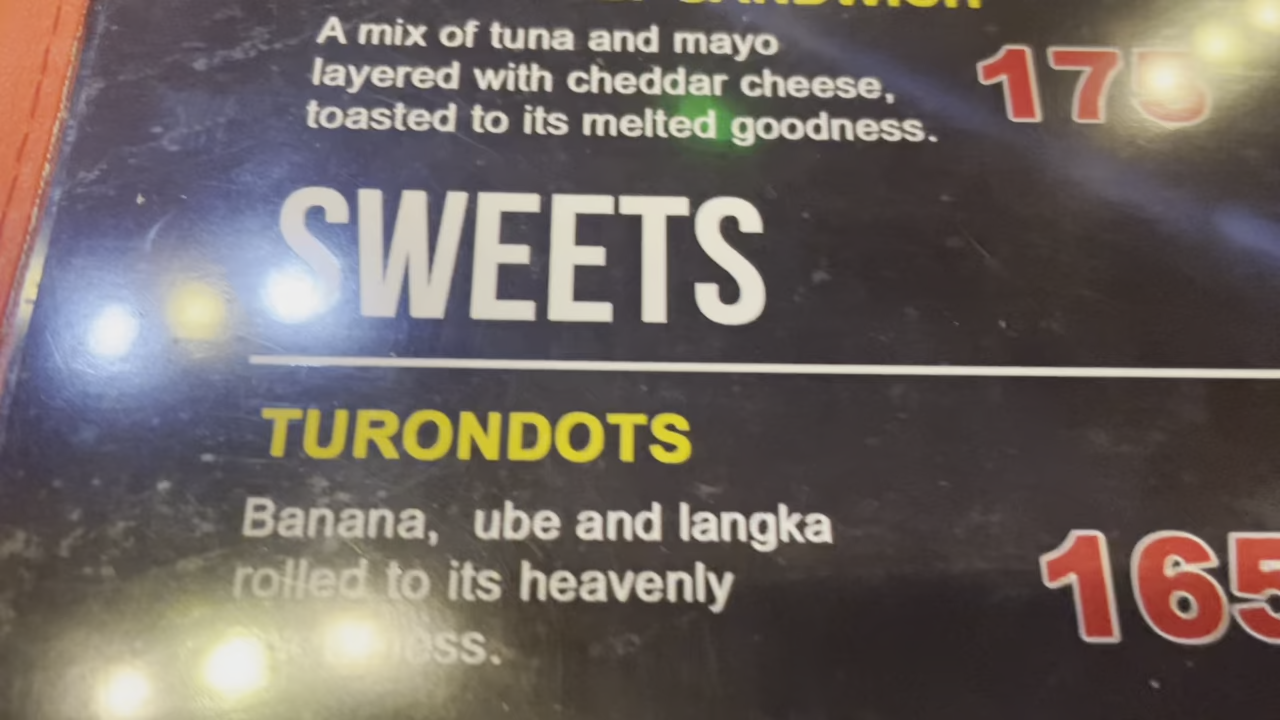 SANDWICH
A mix of tuna and mayo
layered with cheddar cheese,
toasted to its melted goodness.
175
SWEETS
TURONDOTS
Banana, ube and langka
rolled to its heavenly
165